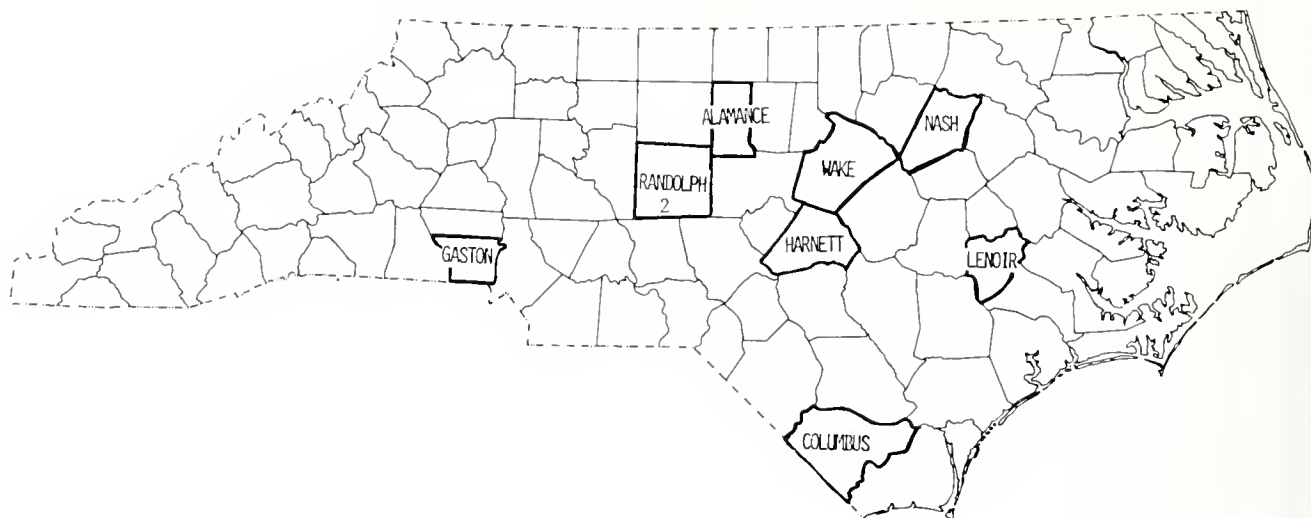 ALAMANCE
NASH
WAKE
RANDOLPH
2
HARNETT
GASTON
LENOIR
COLUMBUS